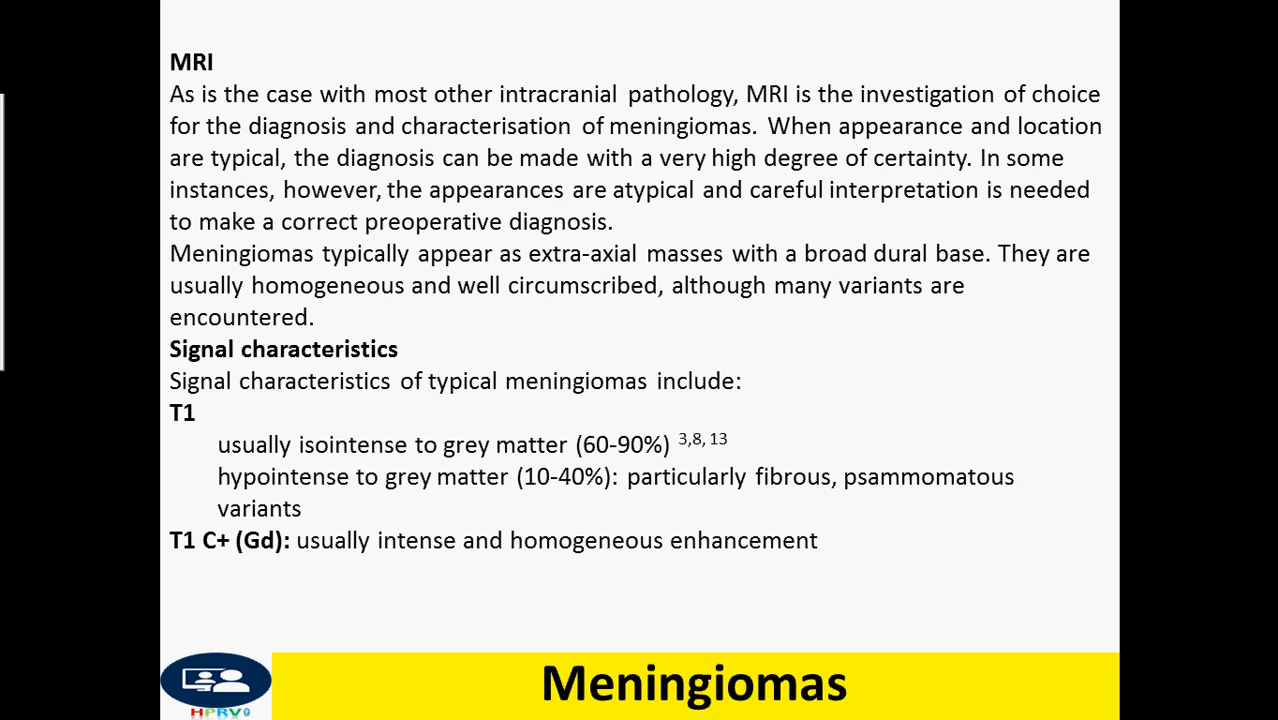 MRI
As is the case with most other intracranial pathology, MRI is the investigation of choice
for the diagnosis and characterisation of meningiomas. When appearance and location
are typical, the diagnosis can be made with a very high degree of certainty. In some
instances, however, the appearances are atypical and careful interpretation is needed
to make a correct preoperative diagnosis.
Meningiomas typically appear as extra-axial masses with a broad dural base. They are
usually homogeneous and well circumscribed, although many variants are
encountered.
Signal characteristics
Signal characteristics of typical meningiomas include:
T1
usually isointense to grey matter (60-90%) 3,8, 13
hypointense to grey matter (10-40%): particularly fibrous, psammomatous
variants
T1 C+ (Gd): usually intense and homogeneous enhancement
Meningiomas